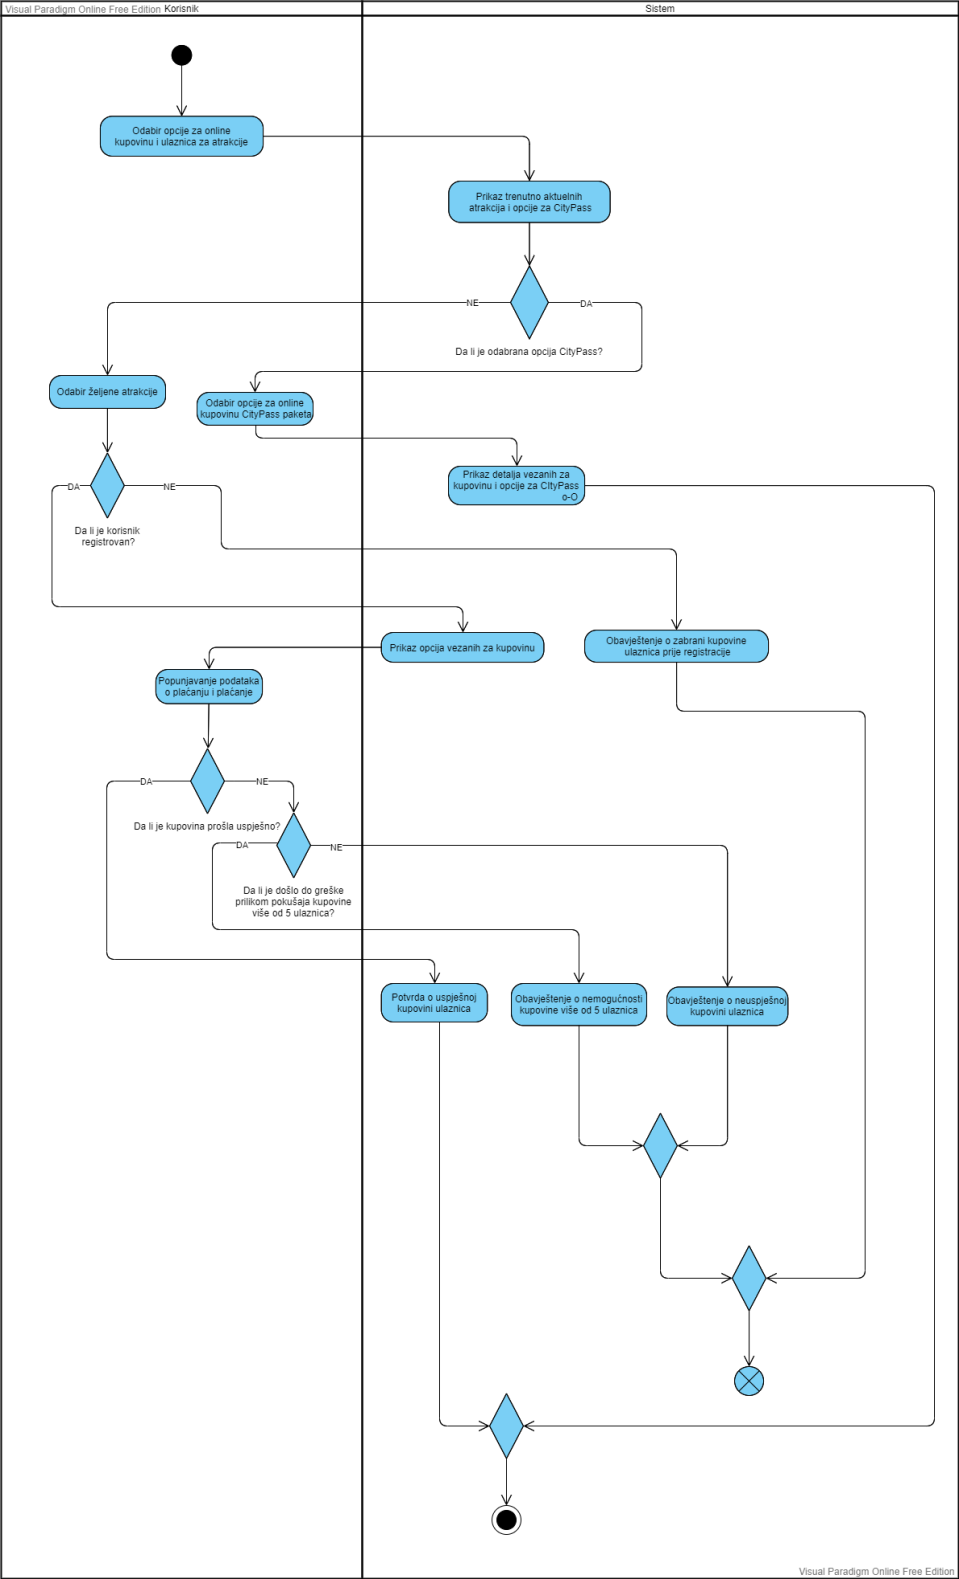 Visual Paradigm Online Free Edition
Korisnik
Sistem
Odabir opcije za online
kupovinu i ulaznica za atrakcije
Prikaz trenutno aktuelnih
atrakcija i opcije za CityPass
NE
DA
Da li je odabrana opcija CityPass?
Odabir željene atrakcije
Odabir opcije za online
kupovinu CityPass paketa
Prikaz detalja vezanih za
kupovinu i opcije za CItyPass
o-O
DA
NE
Da li je korisnik
registrovan?
Prikaz opcija vezanih za kupovinu
Obavještenje o zabrani kupovine
ulaznica prije registracije
Popunjavanje podataka
o plaćanju i plaćanje
DA
NE
Da li je kupovina prošla uspješno?
DA
NE
Da li je došlo do greške
prilikom pokušaja kupovine
više od 5 ulaznica?
Potvrda o uspješnoj
kupovini ulaznica
Obavještenje o nemogućnosti
kupovine više od 5 ulaznica
Obavještenje o neuspješnoj
kupovini ulaznica
Visual Paradigm Online Free Edition